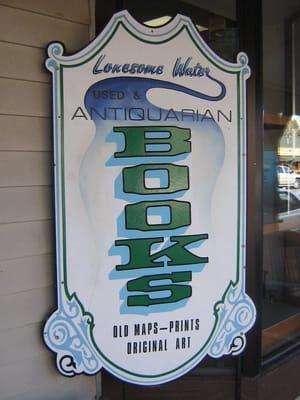 Lonesome Water
USED &
ANTIQUARIAN
BOOKS
OLD MAPS—PRINTS
ORIGINAL ART